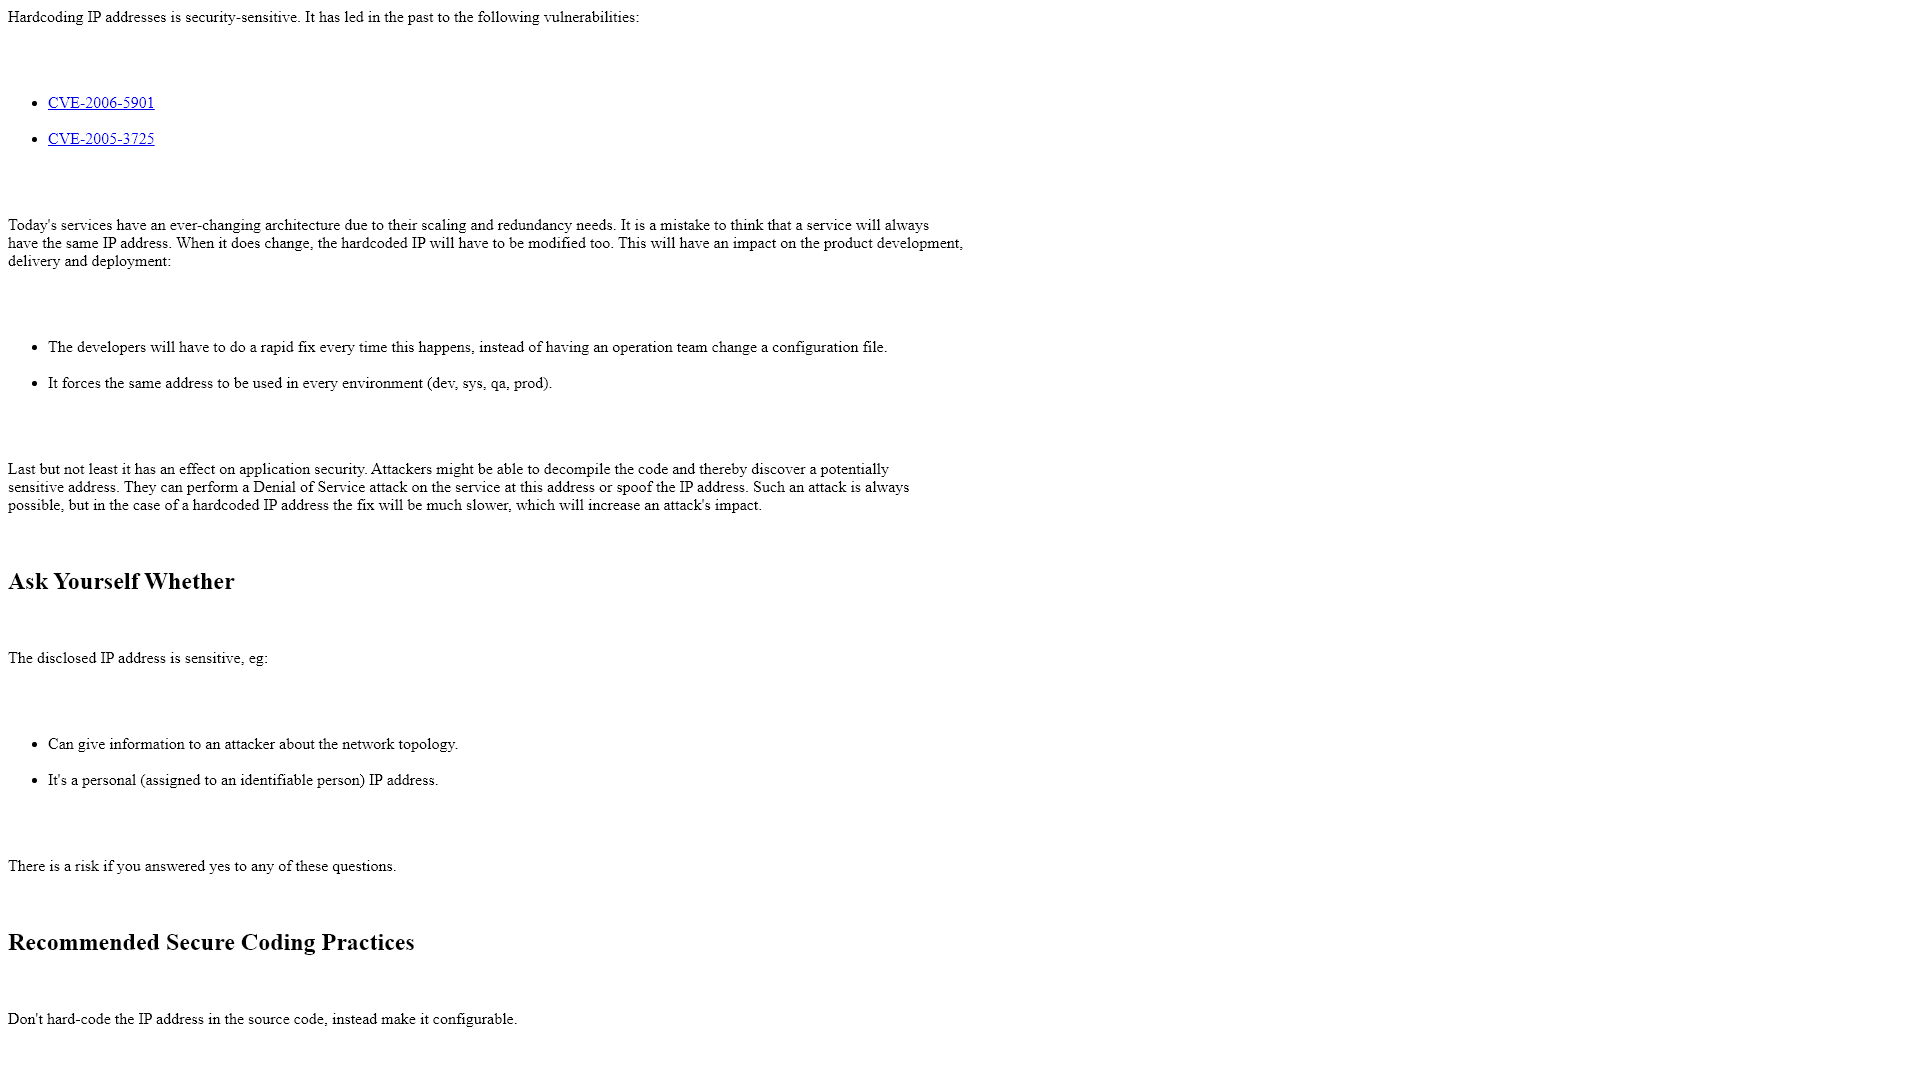 Hardcoding IP addresses is security-sensitive. It has led in the past to the following vulnerabilities:
CVE-2006-5901
CVE-2005-3725
Today's services have an ever-changing architecture due to their scaling and redundancy needs. It is a mistake to think that a service will always
have the same IP address. When it does change, the hardcoded IP will have to be modified too. This will have an impact on the product development,
delivery and deployment:
The developers will have to do a rapid fix every time this happens, instead of having an operation team change a configuration file.
It forces the same address to be used in every environment (dev, sys, qa, prod).
Last but not least it has an effect on application security. Attackers might be able to decompile the code and thereby discover a potentially
sensitive address. They can perform a Denial of Service attack on the service at this address or spoof the IP address. Such an attack is always
possible, but in the case of a hardcoded IP address the fix will be much slower, which will increase an attack's impact.
Ask Yourself Whether
The disclosed IP address is sensitive, eg:
Can give information to an attacker about the network topology.
It's a personal (assigned to an identifiable person) IP address.
There is a risk if you answered yes to any of these questions.
Recommended Secure Coding Practices
Don't hard-code the IP address in the source code, instead make it configurable.